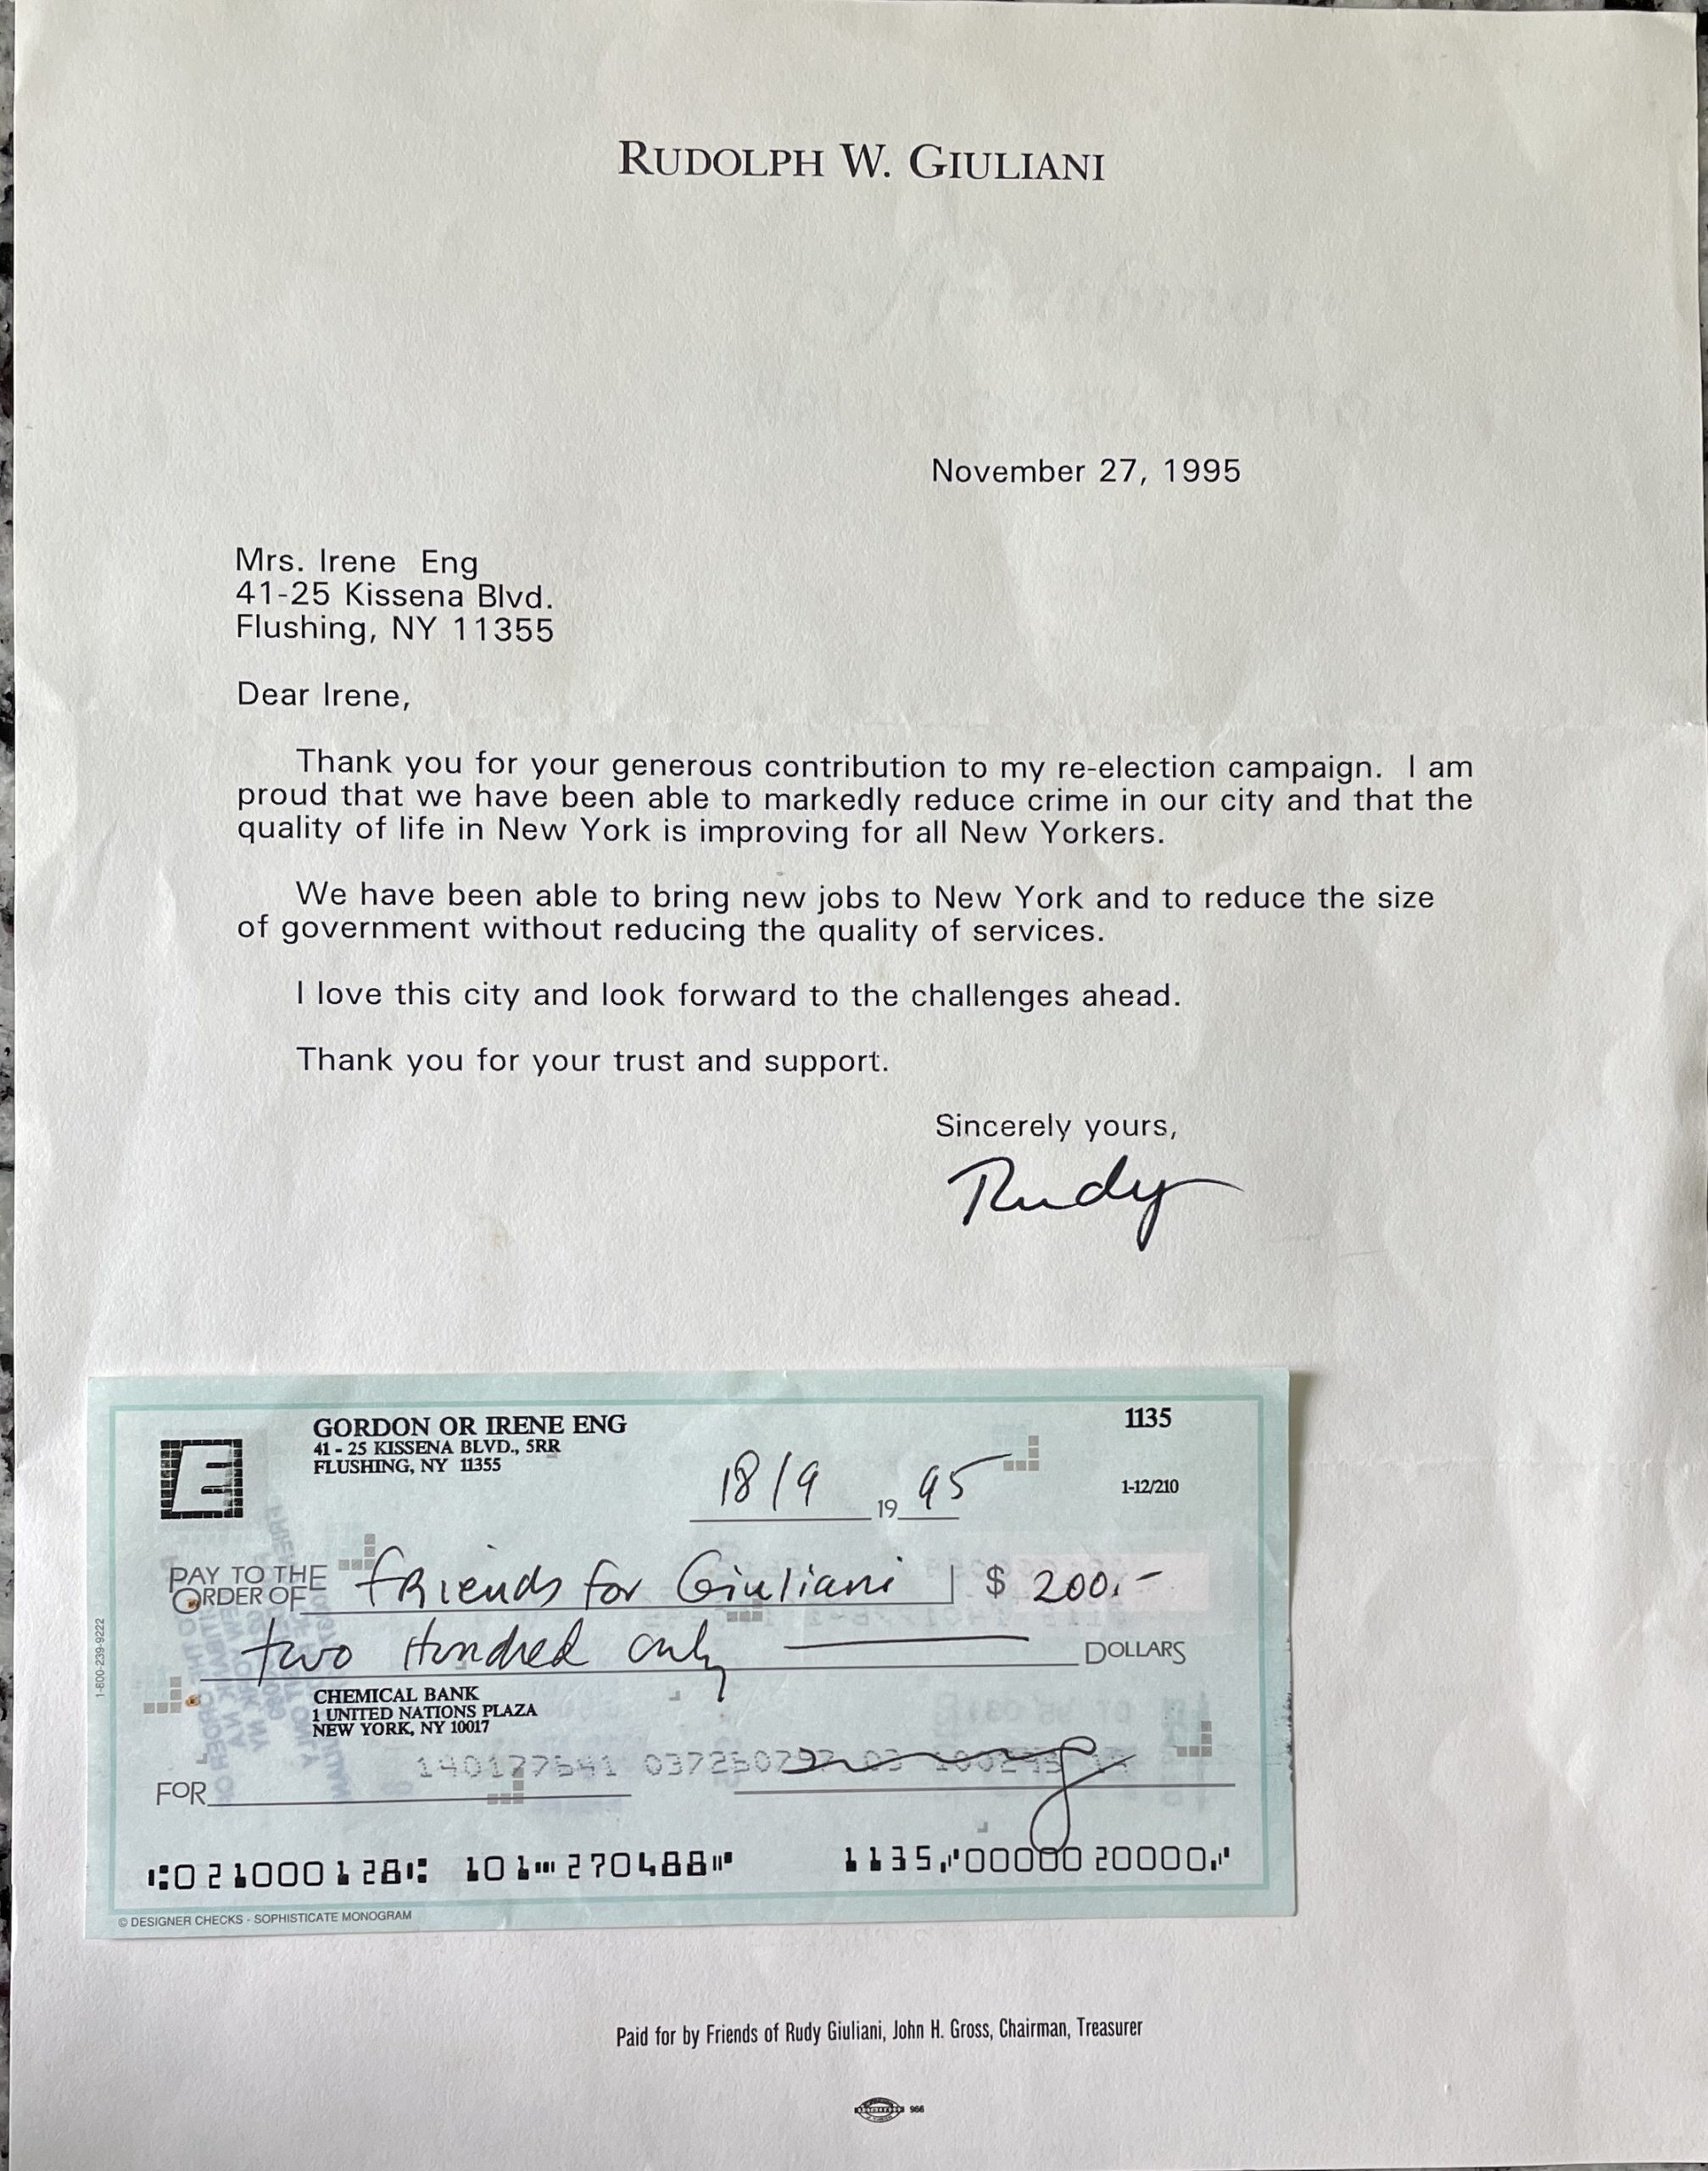 RUDOLPH W. GIULIANI
November 27, 1995
Mrs. Irene Eng
41-25 Kissena Blvd.
Flushing, NY 11355
Dear Irene,
Thank you for your generous contribution to my re-election campaign. I am
proud that we have been able to markedly reduce crime in our city and that the
quality of life in New York is improving for all New Yorkers.
We have been able to bring new jobs to New York and to reduce the size
of government without reducing the quality of services.
I love this city and look forward to the challenges ahead.
Thank you for your trust and support.
Sincerely yours,
Rudy
E
GORDON OR IRENE ENG
41 - 25 KISSENA BLVD., 5RR
FLUSHING, NY 11355
1135
18/9 19 95
1-12/210
PAY TO THE
ORDER OF friends for Giuliani $ 200.-
two Hundred only DOLLARS
1-800-239-9222
CHEMICAL BANK
1 UNITED NATIONS PLAZA
NEW YORK, NY 10017
FOR
⑆021000128⑆ 101⑉270488⑈ 1135 ⑈0000020000⑈
© DESIGNER CHECKS - SOPHISTICATE MONOGRAM
Paid for by Friends of Rudy Giuliani, John H. Gross, Chairman, Treasurer
966